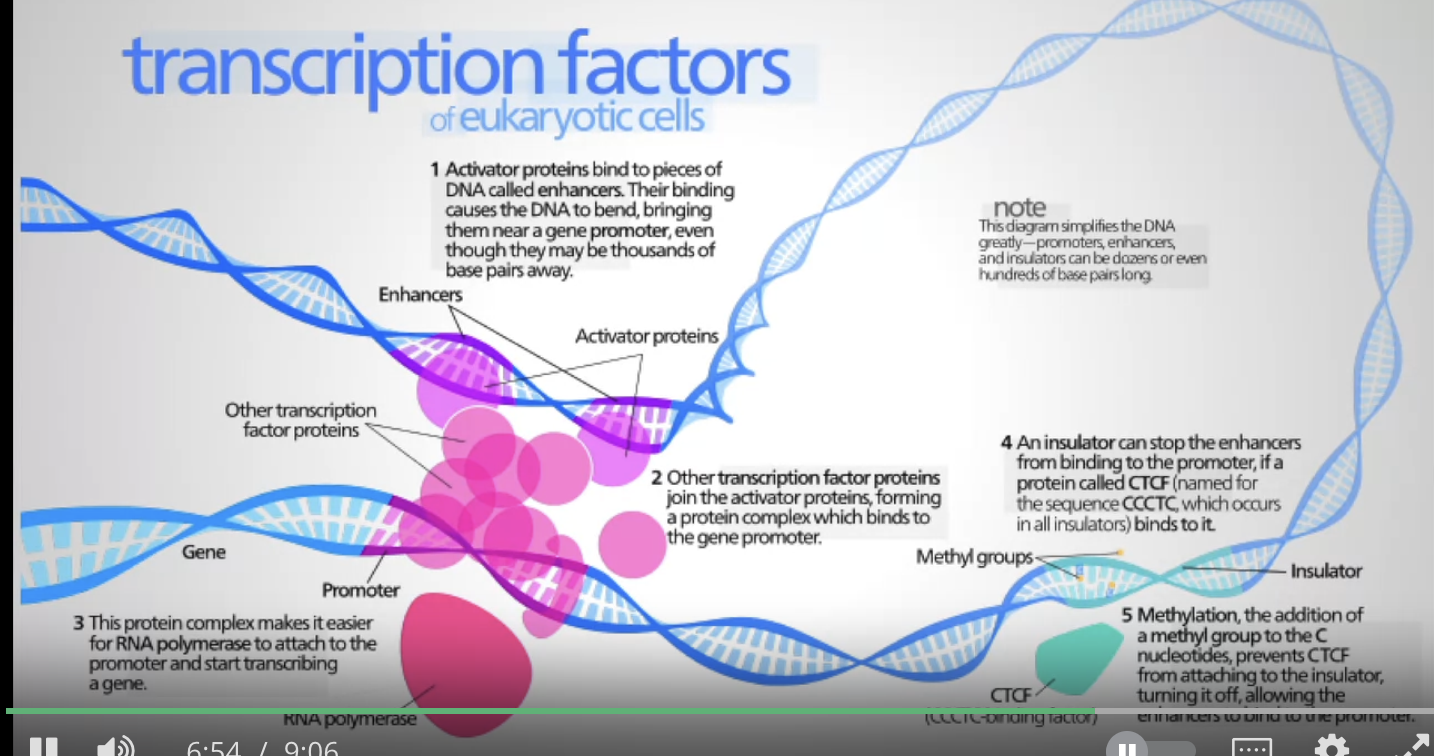 transcription factors
of eukaryotic cells
1 Activator proteins bind to pieces of
DNA called enhancers. Their binding
causes the DNA to bend, bringing
them near a gene promoter, even
though they may be thousands of
base pairs away.
note
This diagram simplifies the DNA
greatly—promoters, enhancers,
and insulators can be dozens or even
hundreds of base pairs long.
Enhancers
Activator proteins
Other transcription
factor proteins
2 Other transcription factor proteins
join the activator proteins, forming
a protein complex which binds to
the gene promoter.
4 An insulator can stop the enhancers
from binding to the promoter, if a
protein called CTCF (named for
the sequence CCCTC, which occurs
in all insulators) binds to it.
Gene
Promoter
Methyl groups
Insulator
3 This protein complex makes it easier
for RNA polymerase to attach to the
promoter and start transcribing
a gene.
RNA polymerase
CTCF
(CCCTC-binding factor)
5 Methylation, the addition of
a methyl group to the C
nucleotides, prevents CTCF
from attaching to the insulator,
turning it off, allowing the
enhancers to bind to the promoter.
6:54 / 9:06